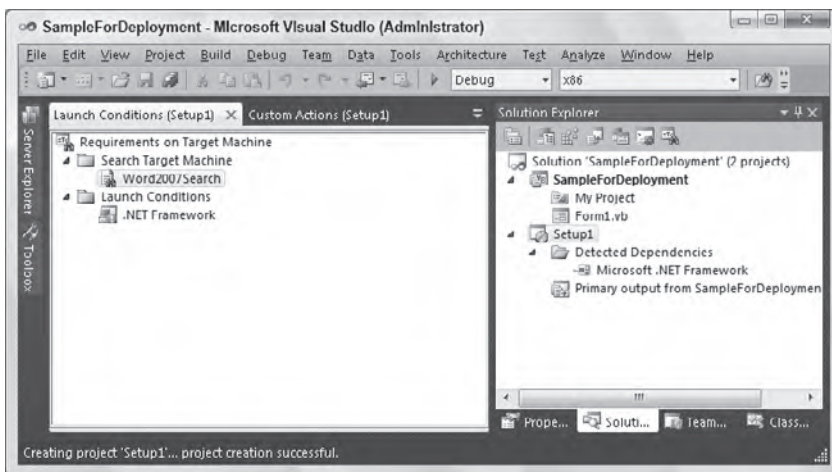 SampleForDeployment - Microsoft Visual Studio (Administrator)
File Edit View Project Build Debug Team Data Tools Architecture Test Analyze Window Help
Debug x86
Server Explorer
Toolbox
Launch Conditions (Setup1) Custom Actions (Setup1)
Requirements on Target Machine
Search Target Machine
Word2007Search
Launch Conditions
.NET Framework
Solution Explorer
Solution 'SampleForDeployment' (2 projects)
SampleForDeployment
My Project
Form1.vb
Setup1
Detected Dependencies
Microsoft .NET Framework
Primary output from SampleForDeploymen
Prope... Soluti... Team... Class...
Creating project 'Setup1'... project creation successful.